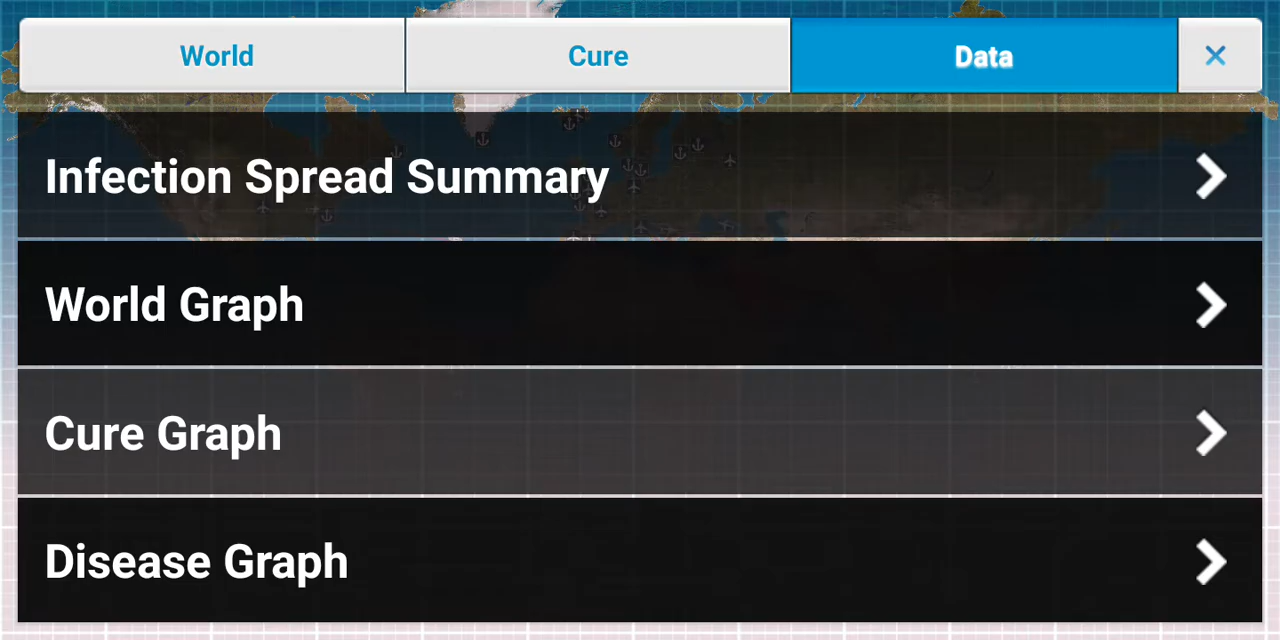 World
Cure
Data
Infection Spread Summary
World Graph
Cure Graph
Disease Graph